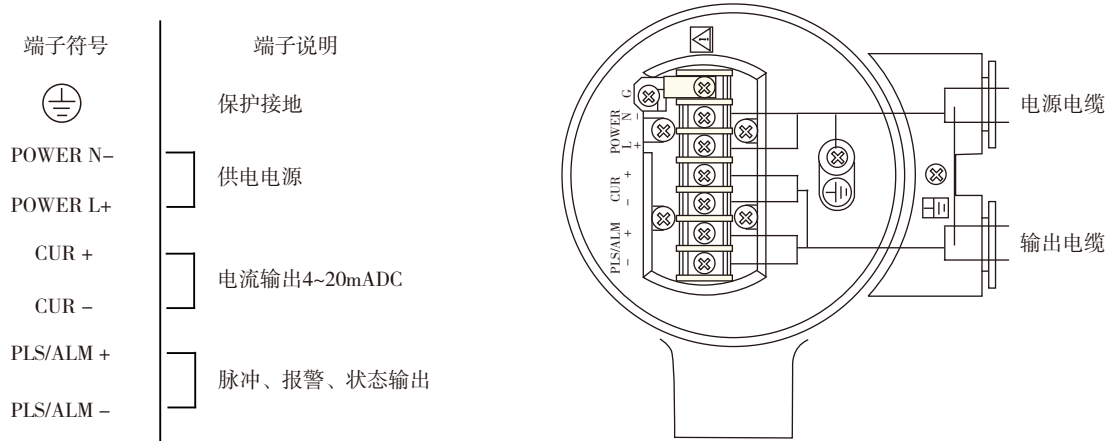 端子符号 端子说明
保护接地
POWER N−
供电电源
POWER L+
CUR +
电流输出4~20mADC
CUR −
PLS/ALM +
脉冲、报警、状态输出
PLS/ALM −
G
POWER
N −
L +
CUR
+
−
PLS/ALM
+
−
电源电缆
输出电缆